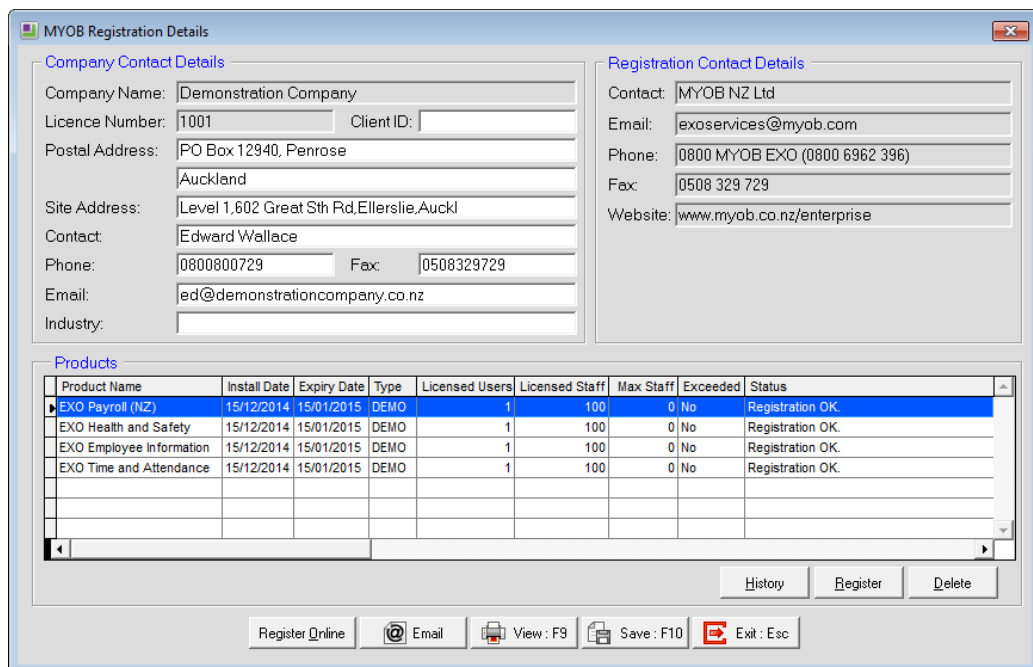 MYOB Registration Details
Company Contact Details
Company Name: Demonstration Company
Licence Number: 1001 Client ID:
Postal Address: PO Box 12940, Penrose
Auckland
Site Address: Level 1,602 Great Sth Rd,Ellerslie,Auckl
Contact: Edward Wallace
Phone: 0800800729 Fax: 0508329729
Email: ed@demonstrationcompany.co.nz
Industry:
Registration Contact Details
Contact: MYOB NZ Ltd
Email: exoservices@myob.com
Phone: 0800 MYOB EXO (0800 6962 396)
Fax: 0508 329 729
Website: www.myob.co.nz/enterprise
Products
Product Name Install Date Expiry Date Type Licensed Users Licensed Staff Max Staff Exceeded Status
EXO Payroll (NZ) 15/12/2014 15/01/2015 DEMO 1 100 0 No Registration OK.
EXO Health and Safety 15/12/2014 15/01/2015 DEMO 1 100 0 No Registration OK.
EXO Employee Information 15/12/2014 15/01/2015 DEMO 1 100 0 No Registration OK.
EXO Time and Attendance 15/12/2014 15/01/2015 DEMO 1 100 0 No Registration OK.
History Register Delete
Register Online Email View : F9 Save : F10 Exit : Esc